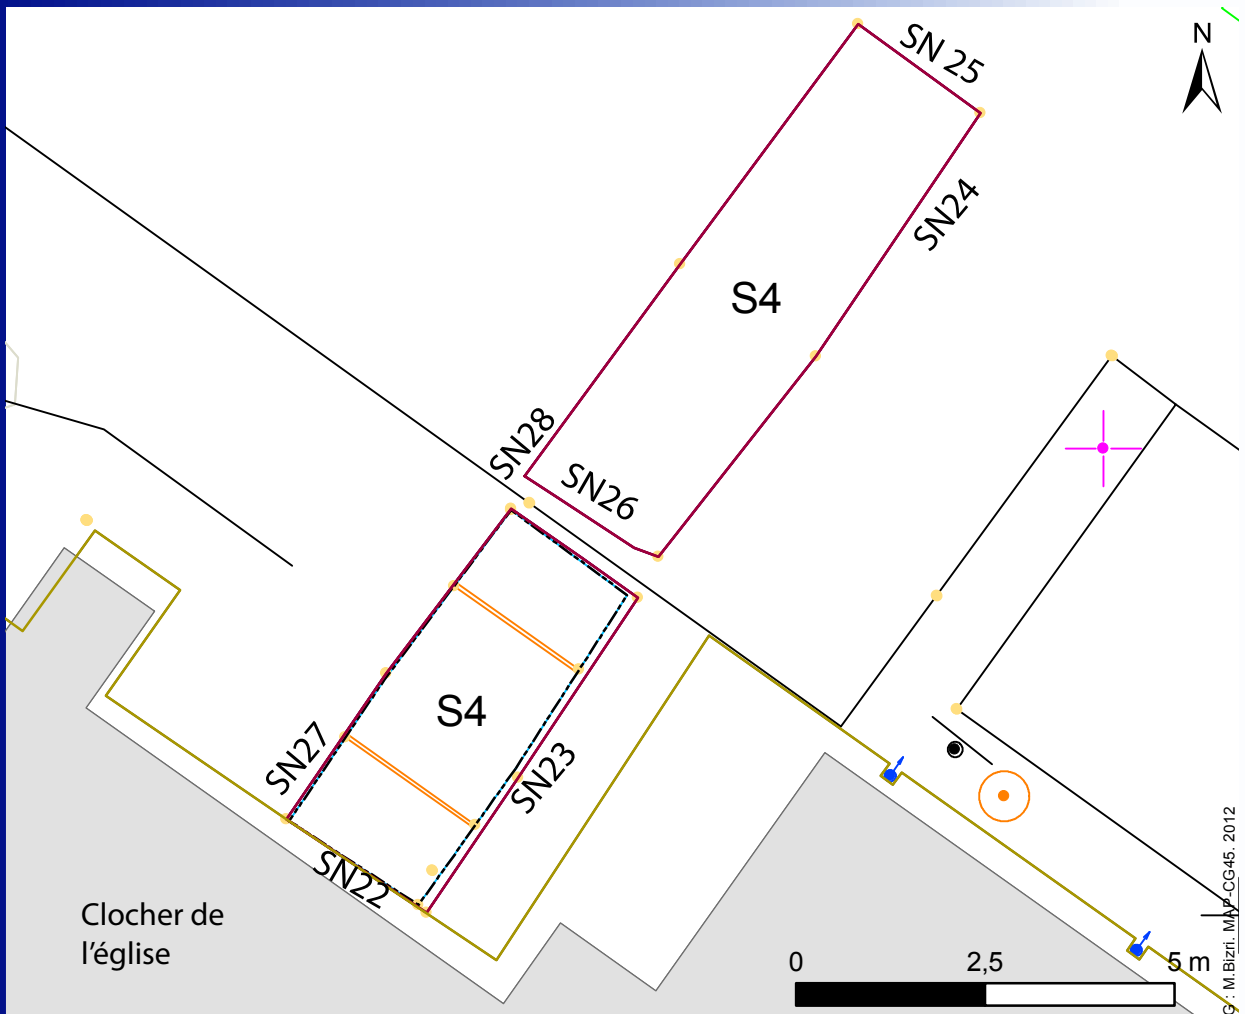 SN 25
N
SN24
S4
SN28
SN26
S4
SN27
SN23
SN22
Clocher de
l'église
0 2,5 5 m
G : M.Bizri. MAP-CG45. 2012